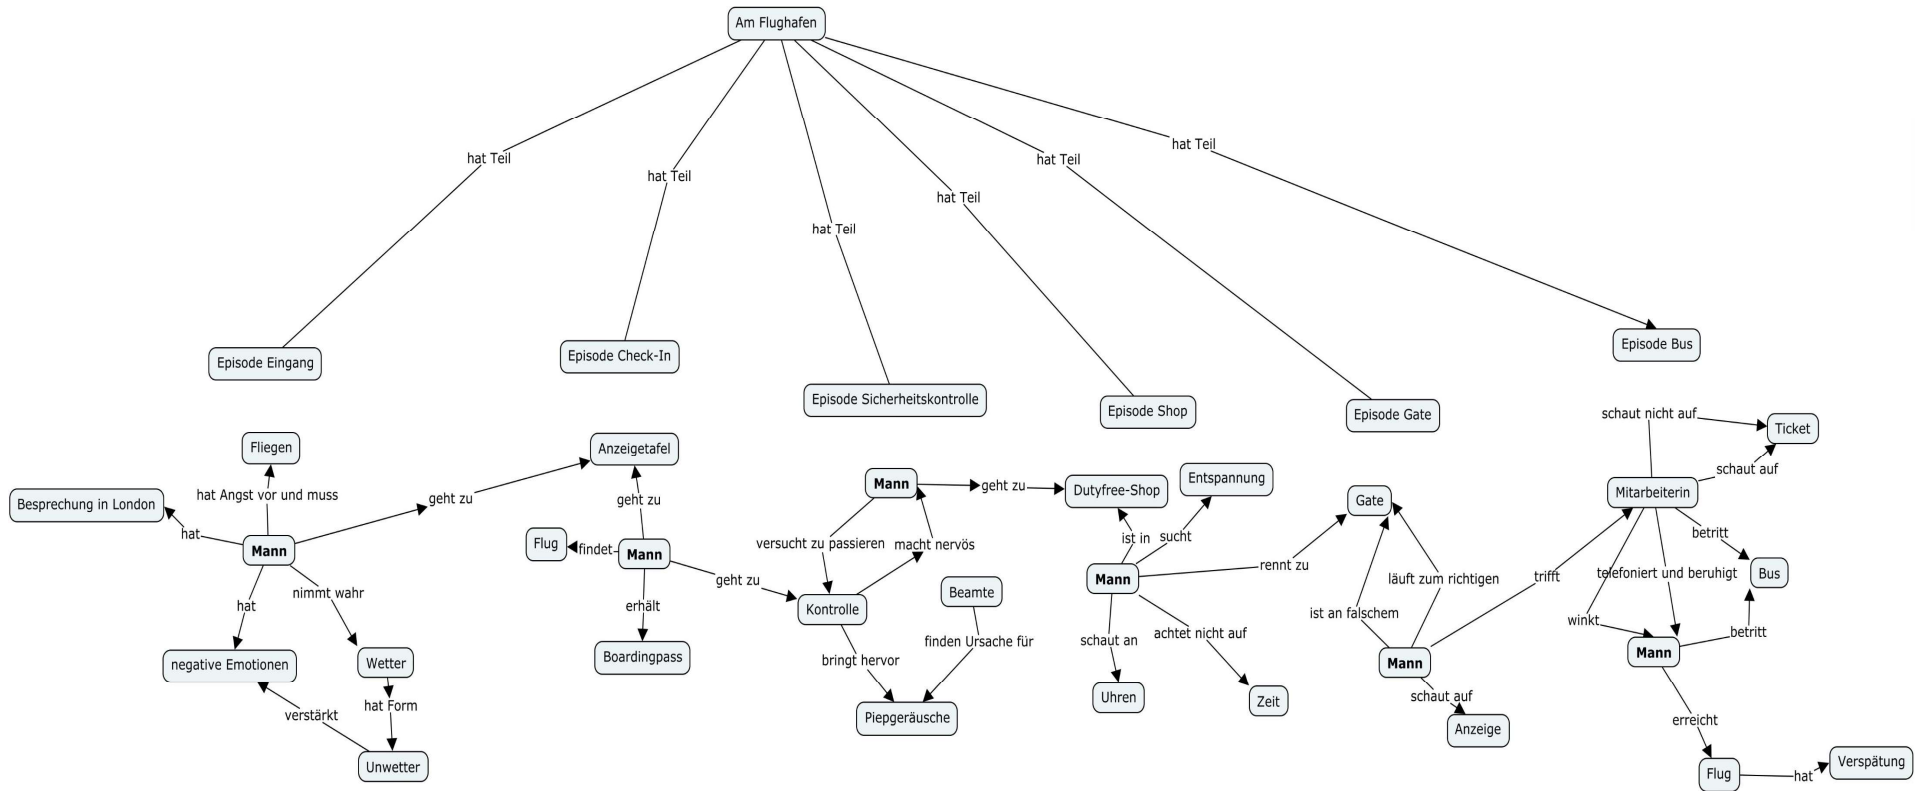 Am Flughafen
hat Teil
hat Teil
hat Teil
hat Teil
hat Teil
hat Teil
Episode Eingang
Episode Check-In
Episode Sicherheitskontrolle
Episode Shop
Episode Gate
Episode Bus
Fliegen
hat Angst vor und muss
Besprechung in London
hat
Mann
geht zu
hat
nimmt wahr
negative Emotionen
Wetter
hat Form
verstärkt
Unwetter
Anzeigetafel
geht zu
Flug
findet
Mann
geht zu
erhält
Boardingpass
Mann
geht zu
versucht zu passieren
macht nervös
Kontrolle
Beamte
bringt hervor
finden Ursache für
Piepgeräusche
Dutyfree-Shop
Entspannung
ist in
sucht
Mann
rennt zu
schaut an
achtet nicht auf
Uhren
Zeit
Gate
läuft zum richtigen
ist an falschem
trifft
Mann
schaut auf
Anzeige
schaut nicht auf
Ticket
schaut auf
Mitarbeiterin
betritt
telefoniert und beruhigt
Bus
winkt
betritt
Mann
erreicht
Flug
hat
Verspätung